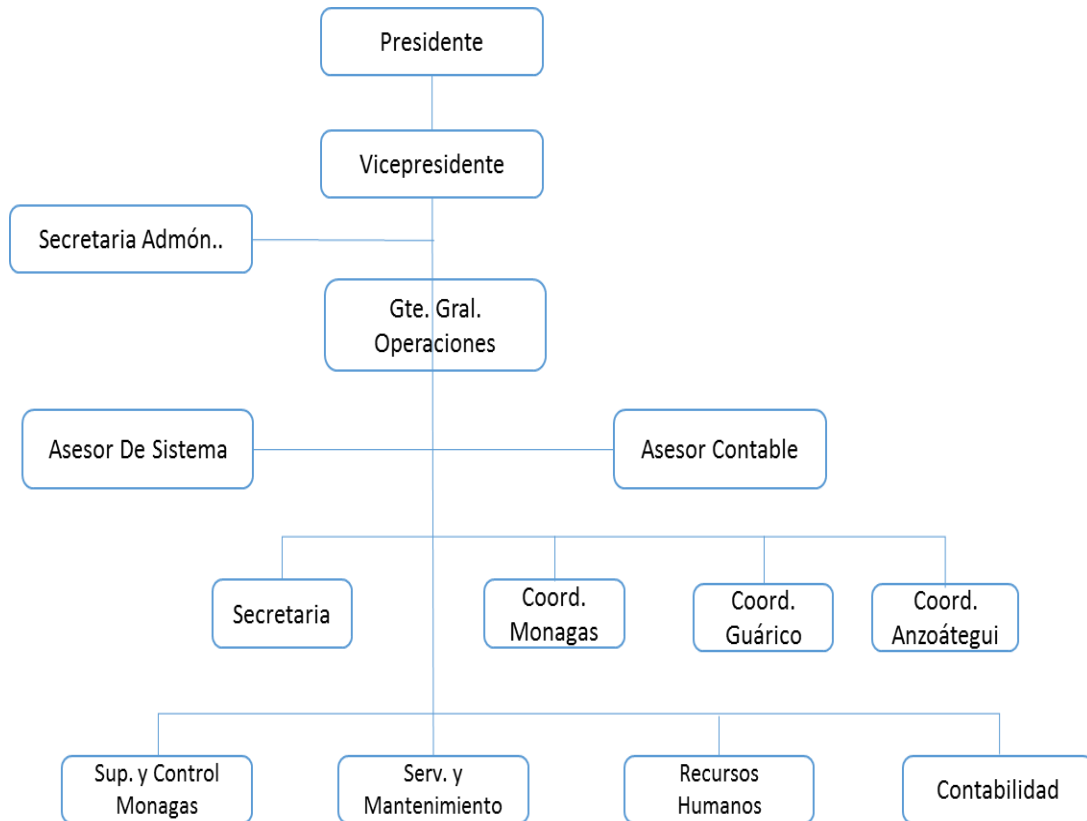 Presidente
Vicepresidente
Secretaria Admón..
Gte. Gral.
Operaciones
Asesor De Sistema
Asesor Contable
Secretaria
Coord.
Monagas
Coord.
Guárico
Coord.
Anzoátegui
Sup. y Control
Monagas
Serv. y
Mantenimiento
Recursos
Humanos
Contabilidad